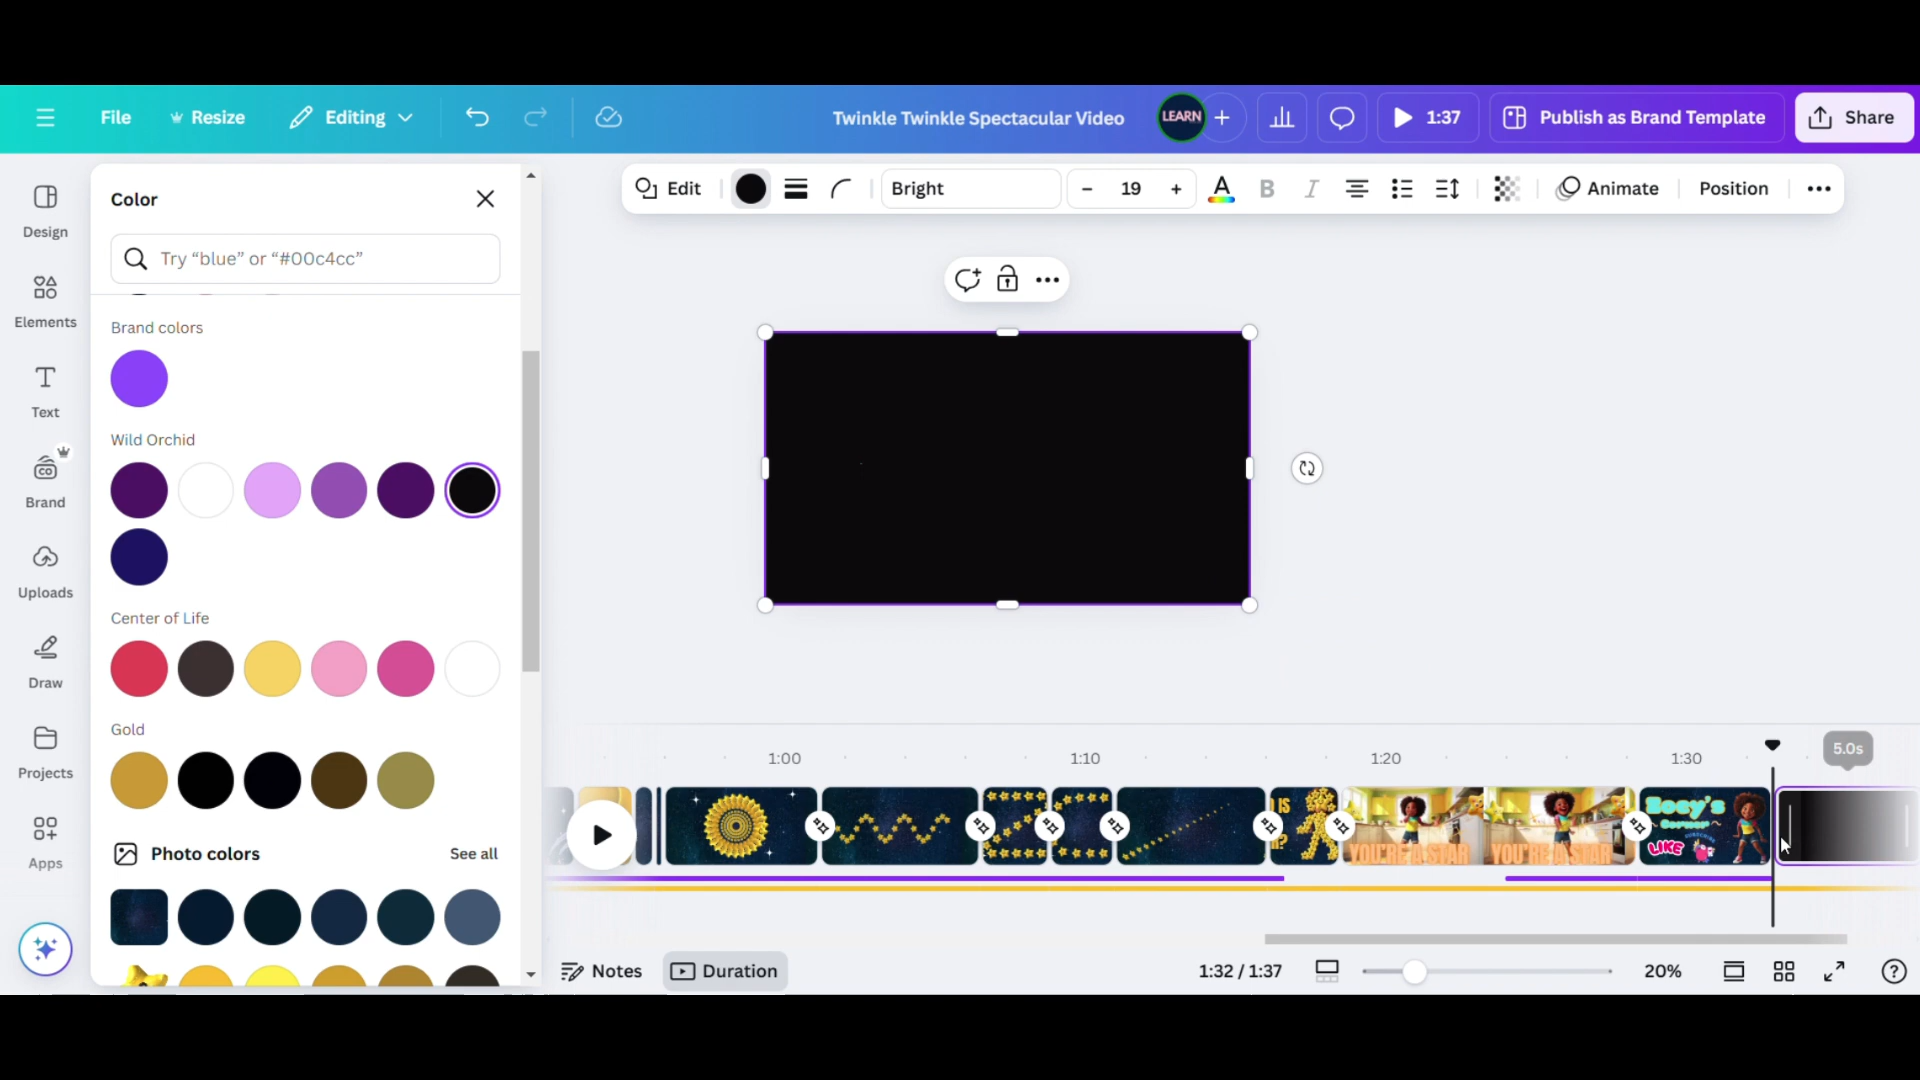 File
Resize
Editing
Twinkle Twinkle Spectacular Video
LEARN
+
1:37
Publish as Brand Template
Share
Design
Elements
Text
Brand
Uploads
Draw
Projects
Apps
Color
Try “blue” or “#00c4cc”
Brand colors
Wild Orchid
Center of Life
Gold
Photo colors
See all
Edit
Bright
– 19 +
A
B
I
Animate
Position
1:00
1:10
1:20
1:30
5.0s
IS
?
YOU'RE A STAR
YOU'RE A STAR
Zoey's
~ Corner ~
LIKE
Notes
Duration
1:32 / 1:37
20%
?